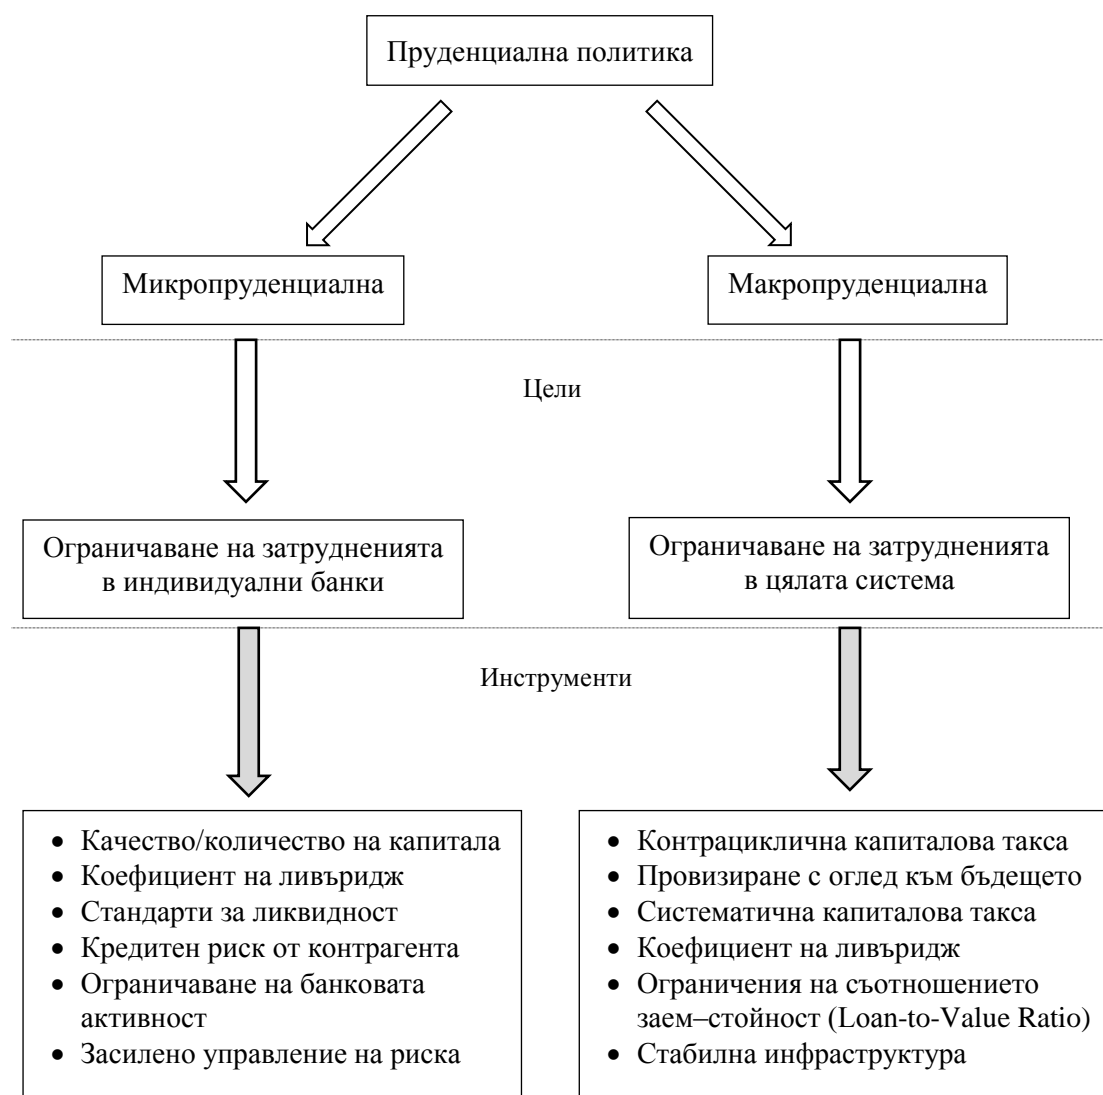 Пруденциална политика
Микропруденциална
Макропруденциална
Цели
Ограничаване на затрудненията
в индивидуални банки
Ограничаване на затрудненията
в цялата система
Инструменти
• Качество/количество на капитала
• Коефициент на ливъридж
• Стандарти за ликвидност
• Кредитен риск от контрагента
• Ограничаване на банковата
активност
• Засилено управление на риска
• Контрациклична капиталова такса
• Провизиране с оглед към бъдещето
• Систематична капиталова такса
• Коефициент на ливъридж
• Ограничения на съотношението
заем–стойност (Loan-to-Value Ratio)
• Стабилна инфраструктура